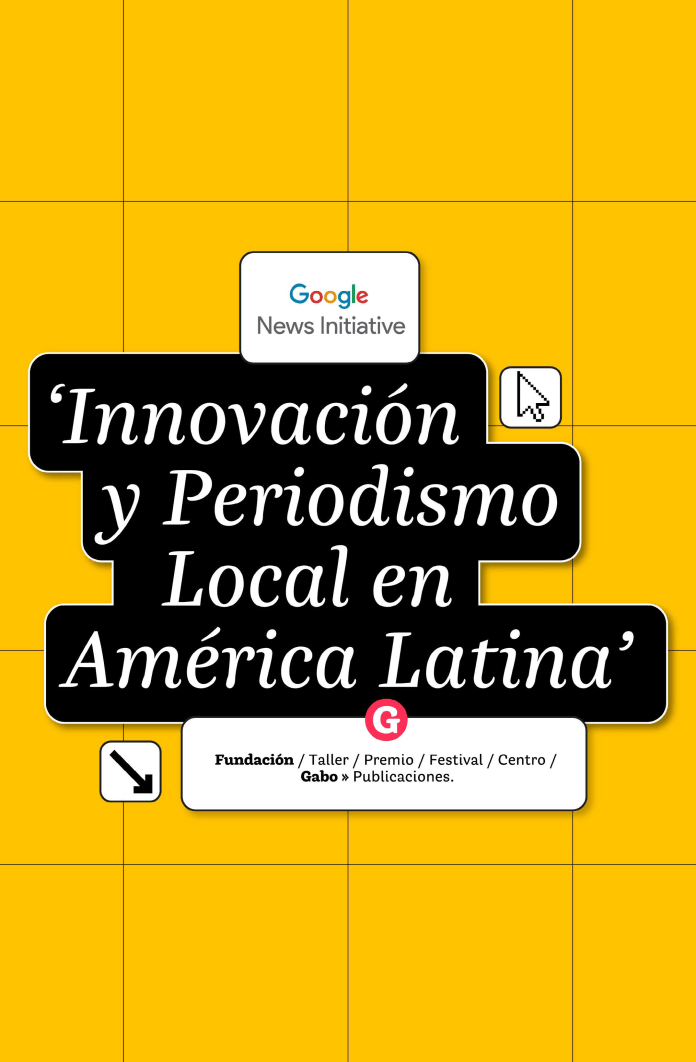 Google
News Initiative
‘Innovación
y Periodismo
Local en
América Latina’
G
Fundación / Taller / Premio / Festival / Centro /
Gabo » Publicaciones.